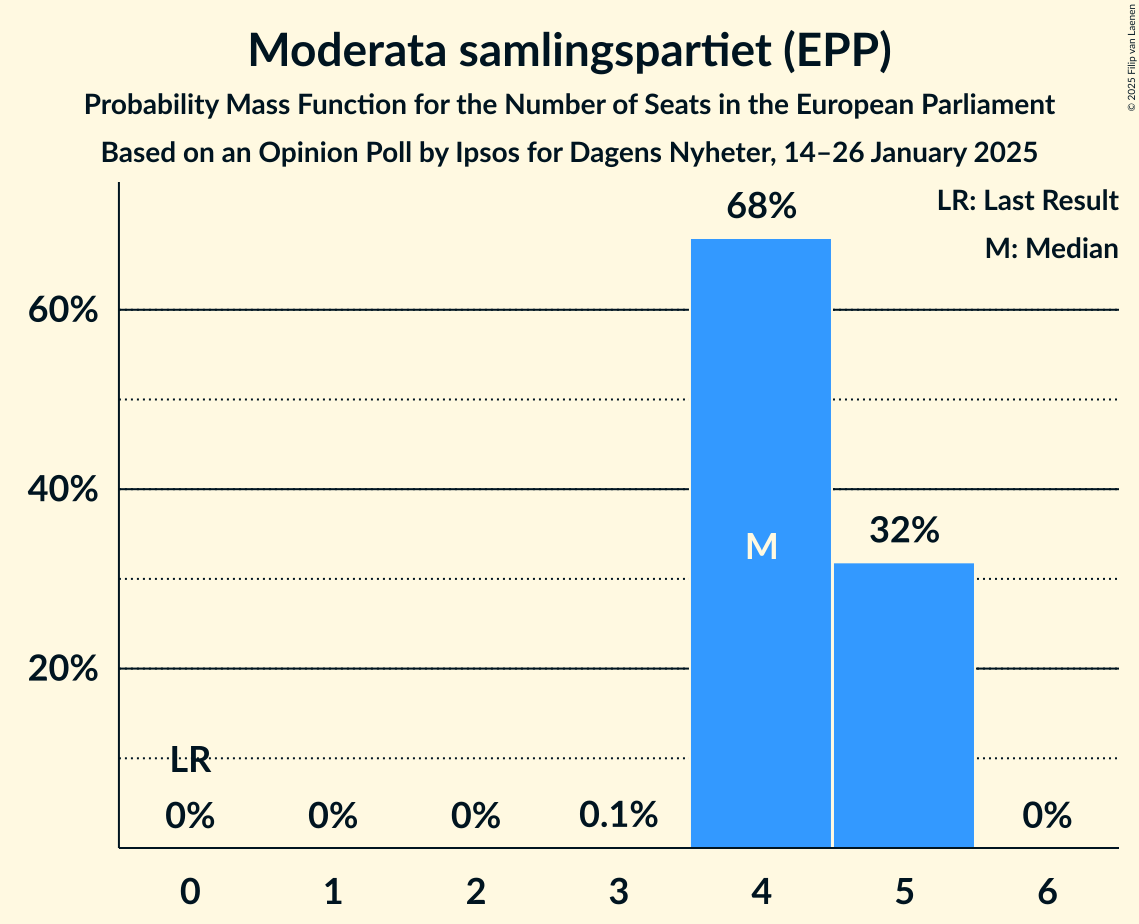 Moderata samlingspartiet (EPP)
Probability Mass Function for the Number of Seats in the European Parliament
Based on an Opinion Poll by Ipsos for Dagens Nyheter, 14–26 January 2025
© 2025 Filip van Laenen
LR: Last Result
M: Median
68%
60%
40%
32%
M
20%
LR
0% 0% 0% 0.1% 0%
0 1 2 3 4 5 6